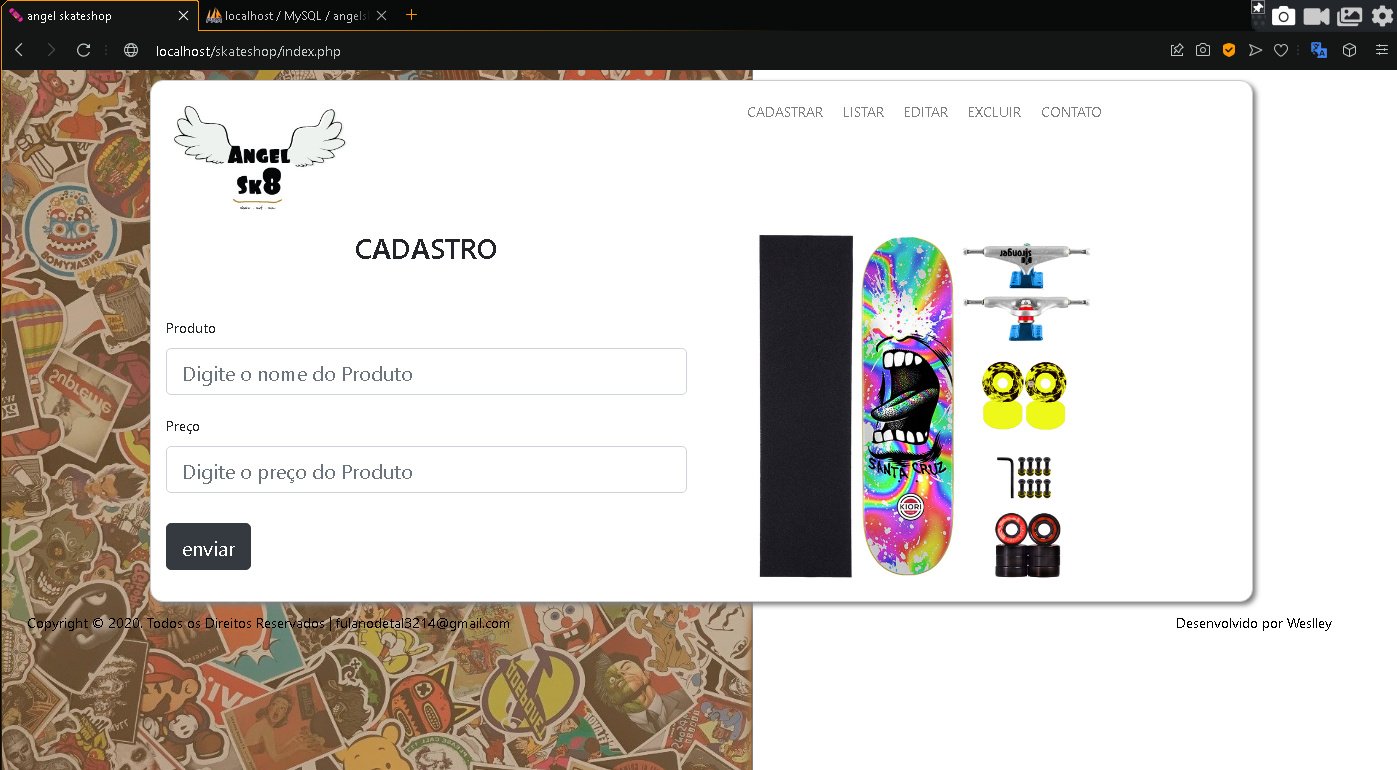 angel skateshop
localhost / MySQL / angels
localhost/skateshop/index.php
CADASTRAR LISTAR EDITAR EXCLUIR CONTATO
ANGEL
SK8
CADASTRO
Produto
Digite o nome do Produto
Preço
Digite o preço do Produto
enviar
stronger
SANTA CRUZ
KIORI
Copyright © 2020. Todos os Direitos Reservados | fulanodetal3214@gmail.com
Desenvolvido por Weslley
SNEAKYMOB